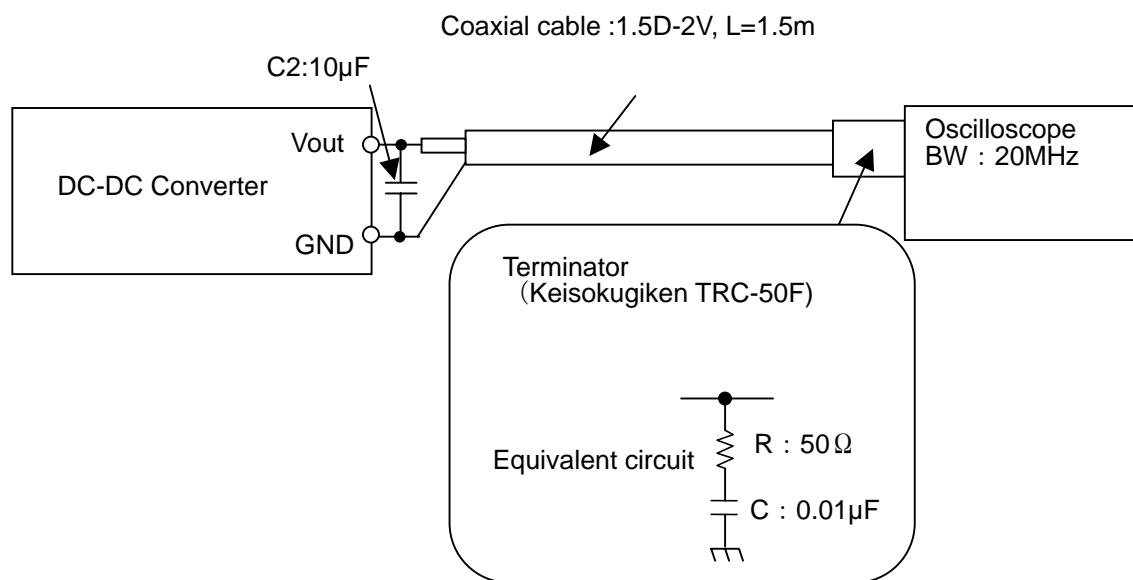 Coaxial cable :1.5D-2V, L=1.5m
C2:10µF
Vout
DC-DC Converter
GND
Oscilloscope
BW：20MHz
Terminator
（Keisokugiken TRC-50F)
Equivalent circuit
R：50Ω
C：0.01µF